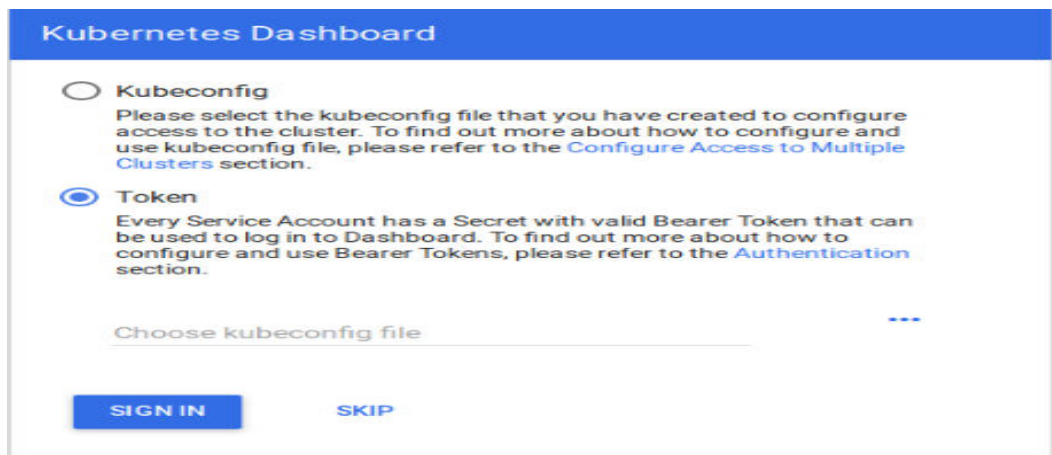 Kubernetes Dashboard
Kubeconfig
Please select the kubeconfig file that you have created to configure
access to the cluster. To find out more about how to configure and
use kubeconfig file, please refer to the Configure Access to Multiple
Clusters section.
Token
Every Service Account has a Secret with valid Bearer Token that can
be used to log in to Dashboard. To find out more about how to
configure and use Bearer Tokens, please refer to the Authentication
section.
Choose kubeconfig file
...
SIGN IN
SKIP